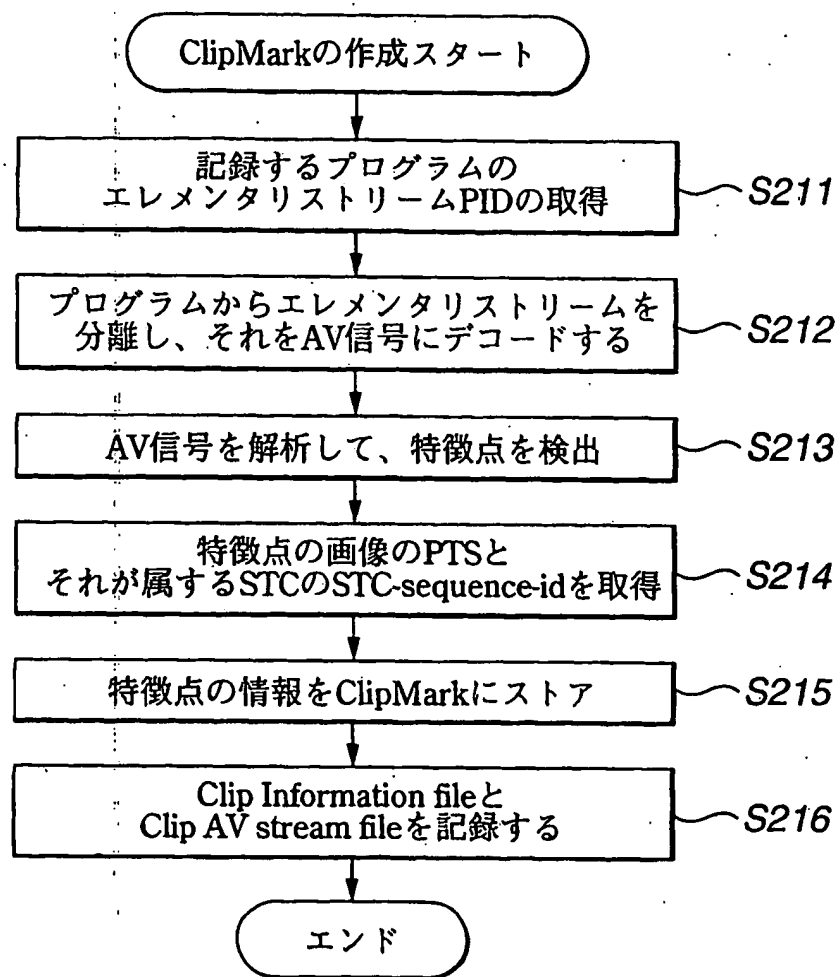 ClipMarkの作成スタート
記録するプログラムの
エレメンタリストリームPIDの取得
S211
プログラムからエレメンタリストリームを
分離し、それをAV信号にデコードする
S212
AV信号を解析して、特徴点を検出
S213
特徴点の画像のPTSと
それが属するSTCのSTC-sequence-idを取得
S214
特徴点の情報をClipMarkにストア
S215
Clip Information fileと
Clip AV stream fileを記録する
S216
エンド